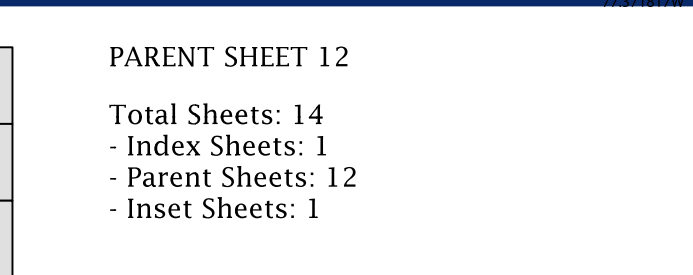 PARENT SHEET 12
Total Sheets: 14
- Index Sheets: 1
- Parent Sheets: 12
- Inset Sheets: 1